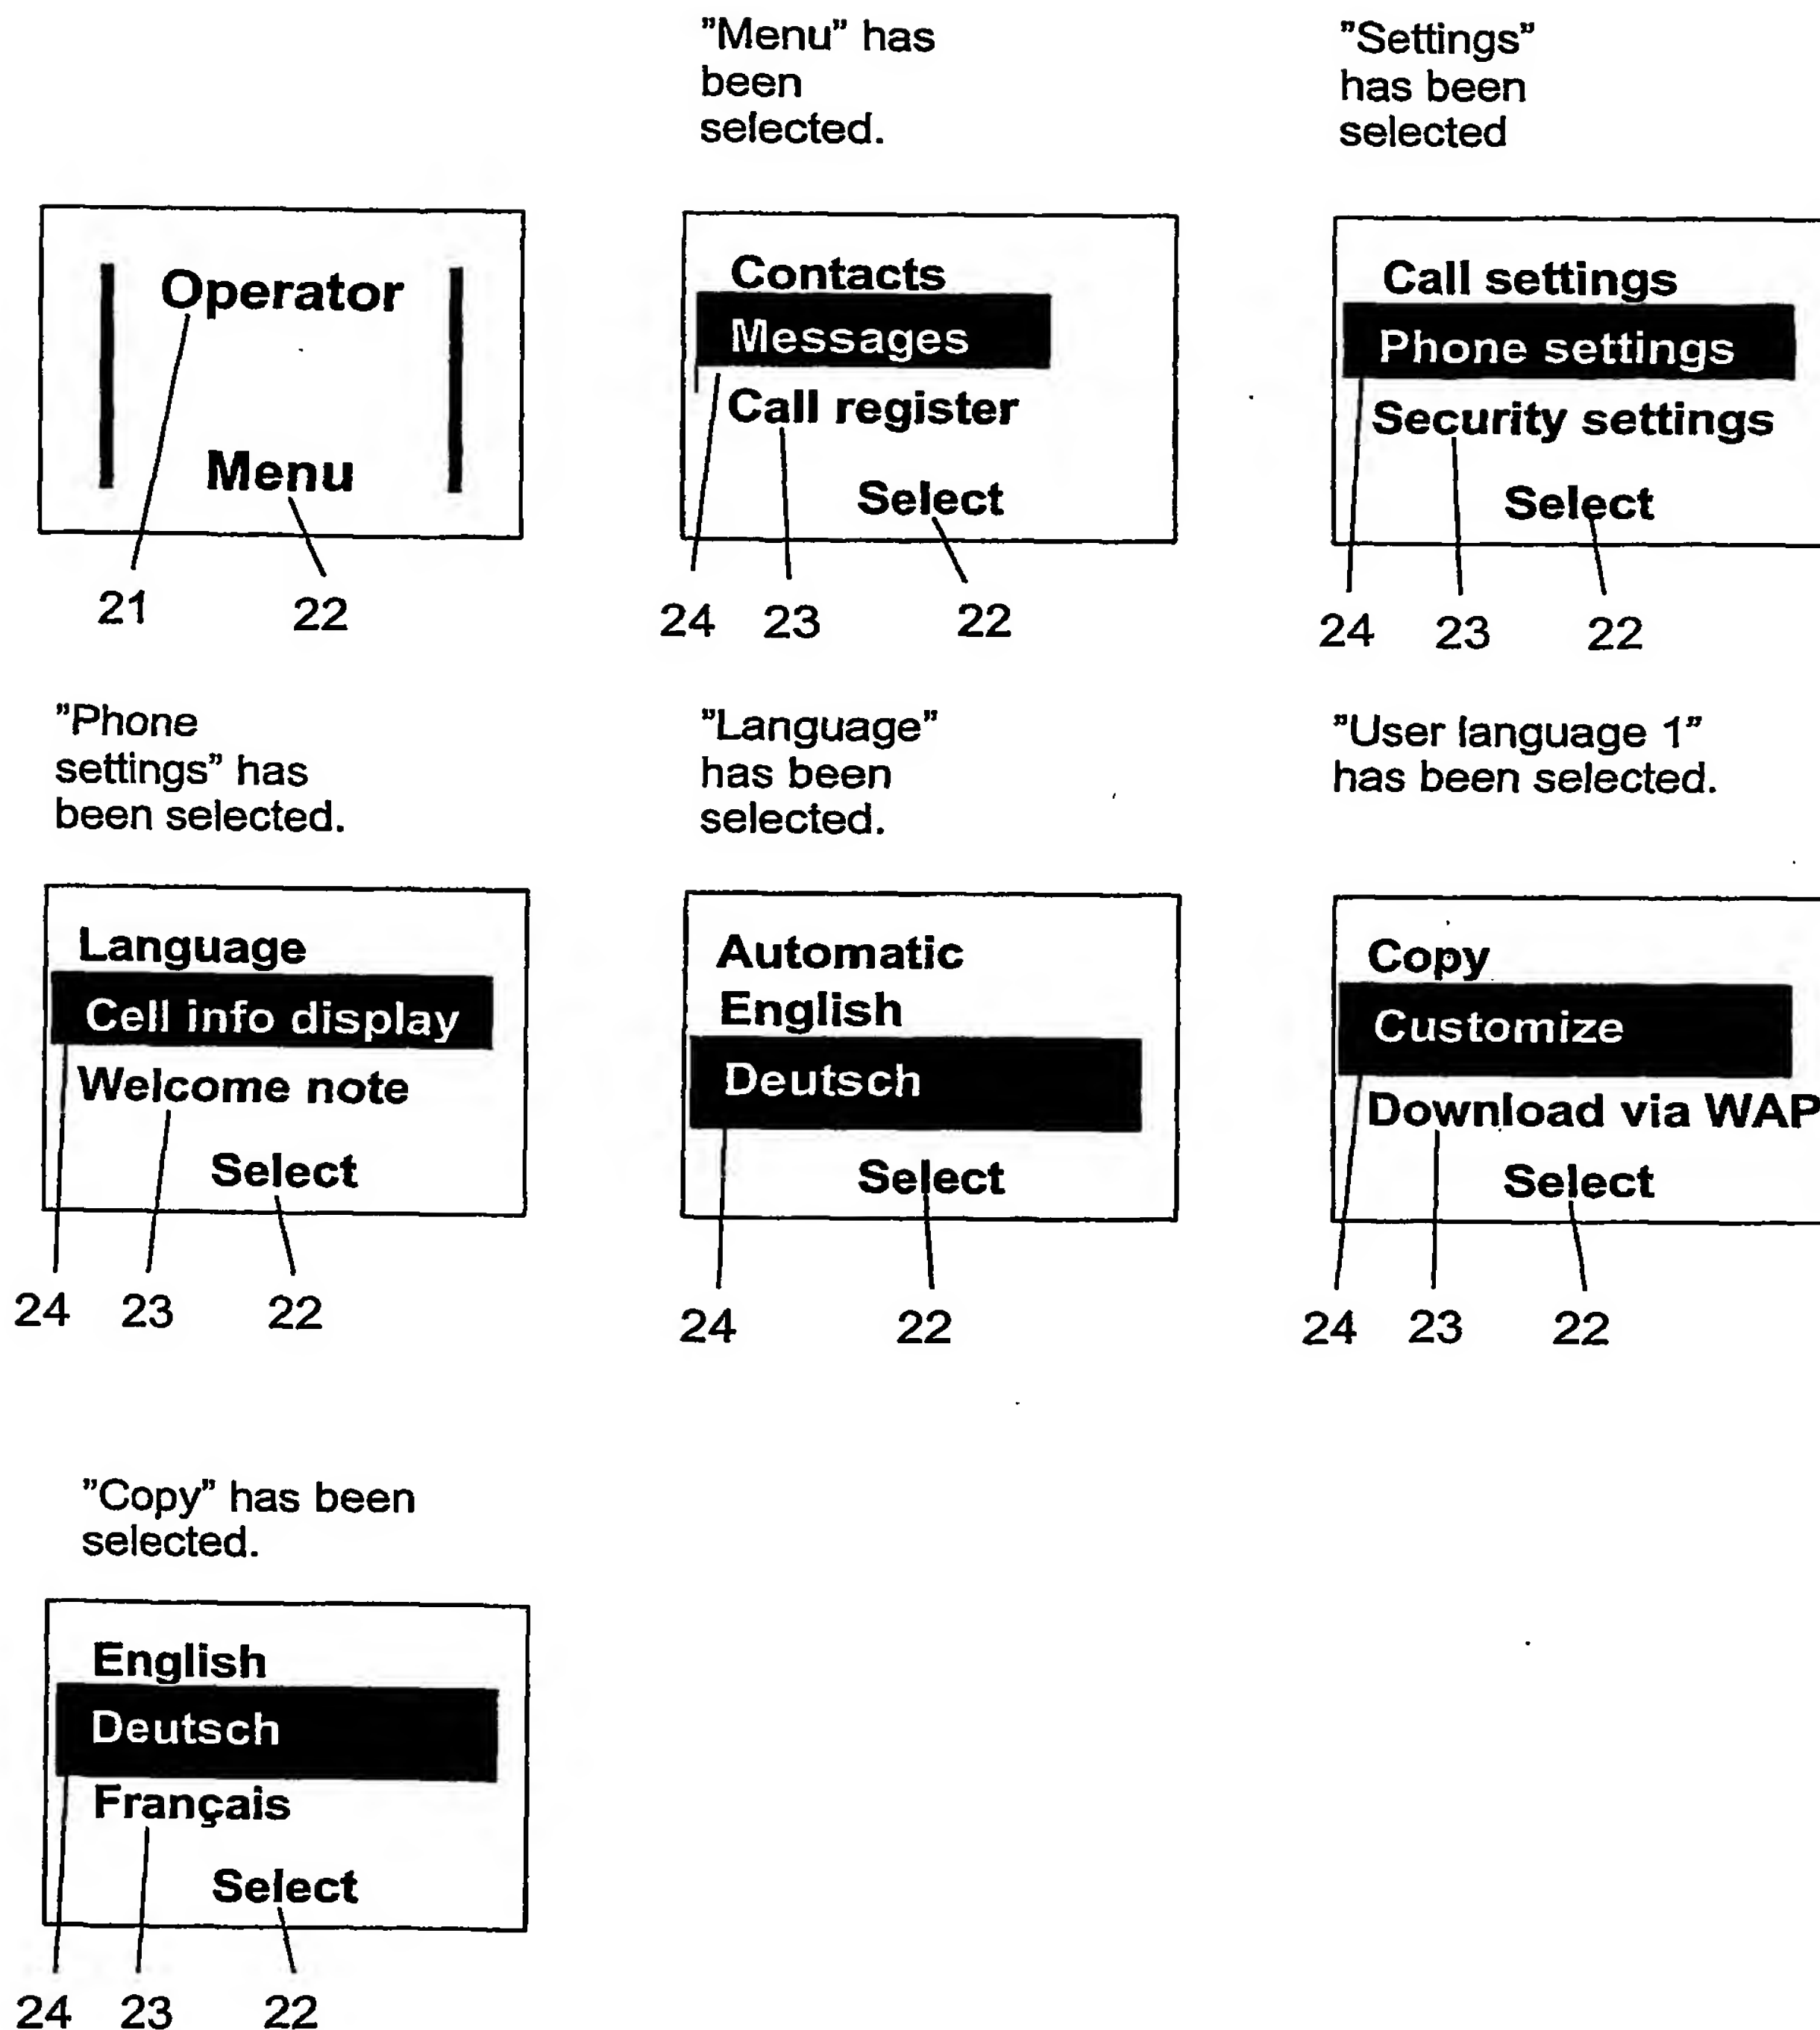 "Menu" has
been
selected.
"Settings"
has been
selected
Operator
Menu
21 22
Contacts
Messages
Call register
Select
24 23 22
Call settings
Phone settings
Security settings
Select
24 23 22
"Phone
settings" has
been selected.
"Language"
has been
selected.
"User language 1"
has been selected.
Language
Cell info display
Welcome note
Select
24 23 22
Automatic
English
Deutsch
Select
24 22
Copy
Customize
Download via WAP
Select
24 23 22
"Copy" has been
selected.
English
Deutsch
Français
Select
24 23 22